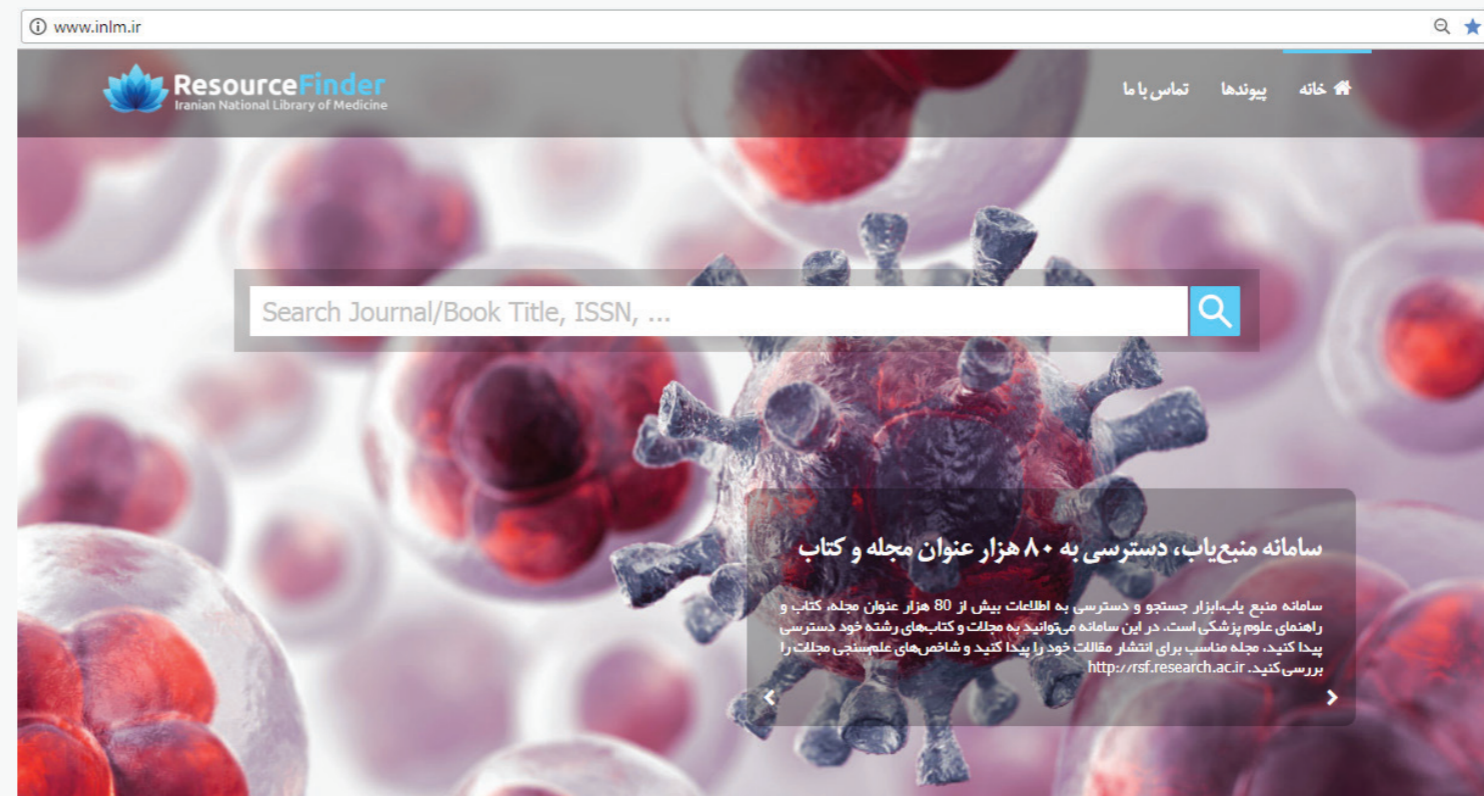 www.inlm.ir
ResourceFinder
Iranian National Library of Medicine
خانه پیوندها تماس با ما
Search Journal/Book Title, ISSN, ...
سامانه منبع‌یاب، دسترسی به ۸۰ هزار عنوان مجله و کتاب
سامانه منبع یاب،ابزار جستجو و دسترسی به اطلاعات بیش از 80 هزار عنوان مجله، کتاب و
راهنمای علوم پزشکی است. در این سامانه می‌توانید به مجلات و کتاب‌های رشته خود دسترسی
پیدا کنید، مجله مناسب برای انتشار مقالات خود را پیدا کنید و شاخص‌های علم‌سنجی مجلات را
بررسی کنید. http://rsf.research.ac.ir